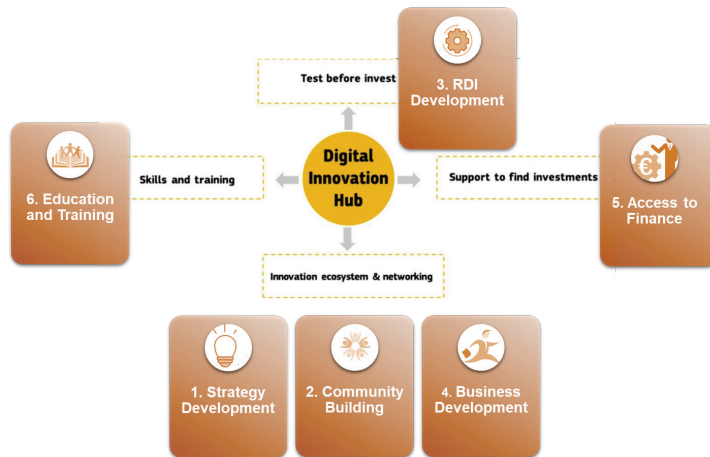 Test before invest
3. RDI
Development
6. Education
and Training
Skills and training
Digital
Innovation
Hub
Support to find investments
5. Access to
Finance
Innovation ecosystem & networking
1. Strategy
Development
2. Community
Building
4. Business
Development